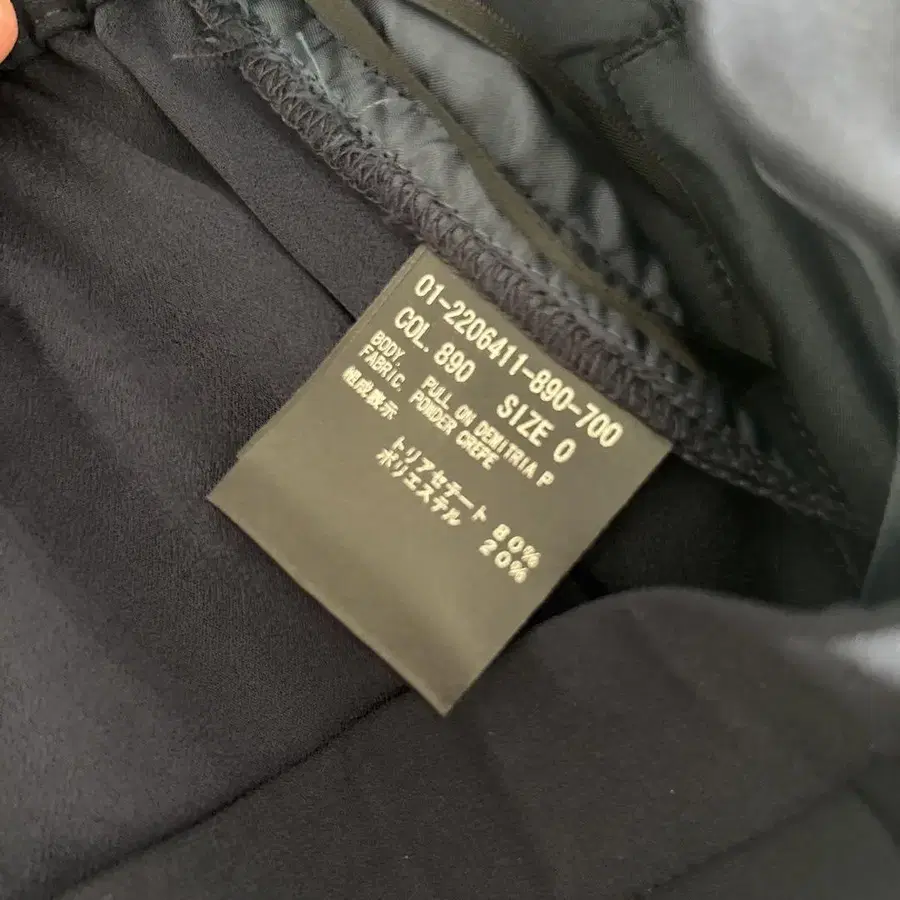 01-2206411-890-700
COL. 890 SIZE 0
BODY. PULL ON DEMITRIA P
FABRIC. POWDER CREPE
組成表示
トリアセテート 80%
ポリエステル 20%